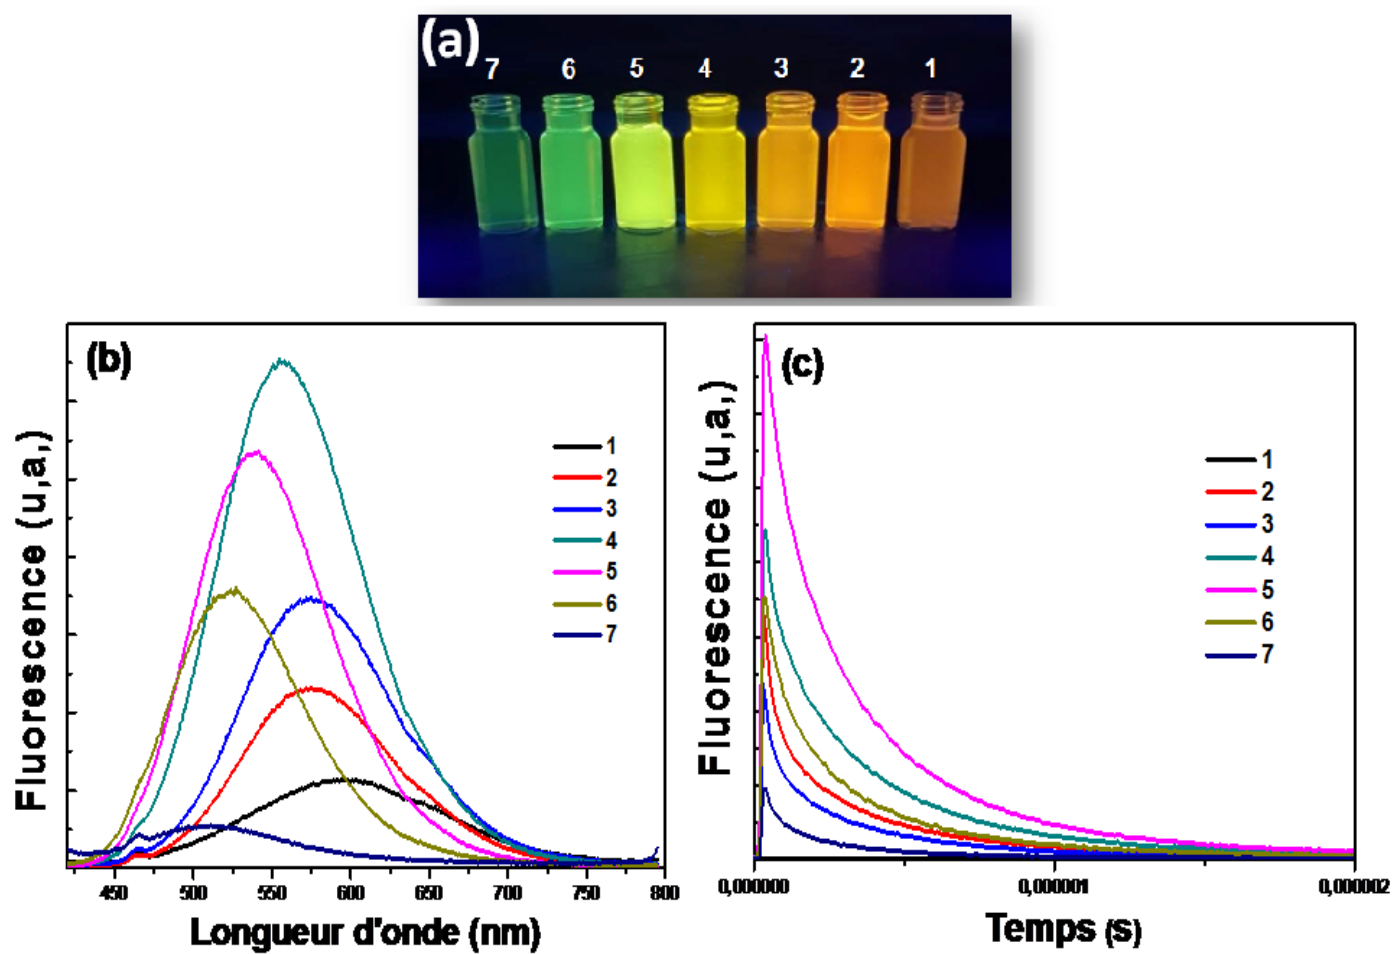 (a)
7 6 5 4 3 2 1
(b)
Fluorescence (u,a,)
1
2
3
4
5
6
7
450 500 550 600 650 700 750 800
Longueur d'onde (nm)
(c)
Fluorescence (u,a,)
1
2
3
4
5
6
7
0,000000 0,000001 0,000002
Temps (s)